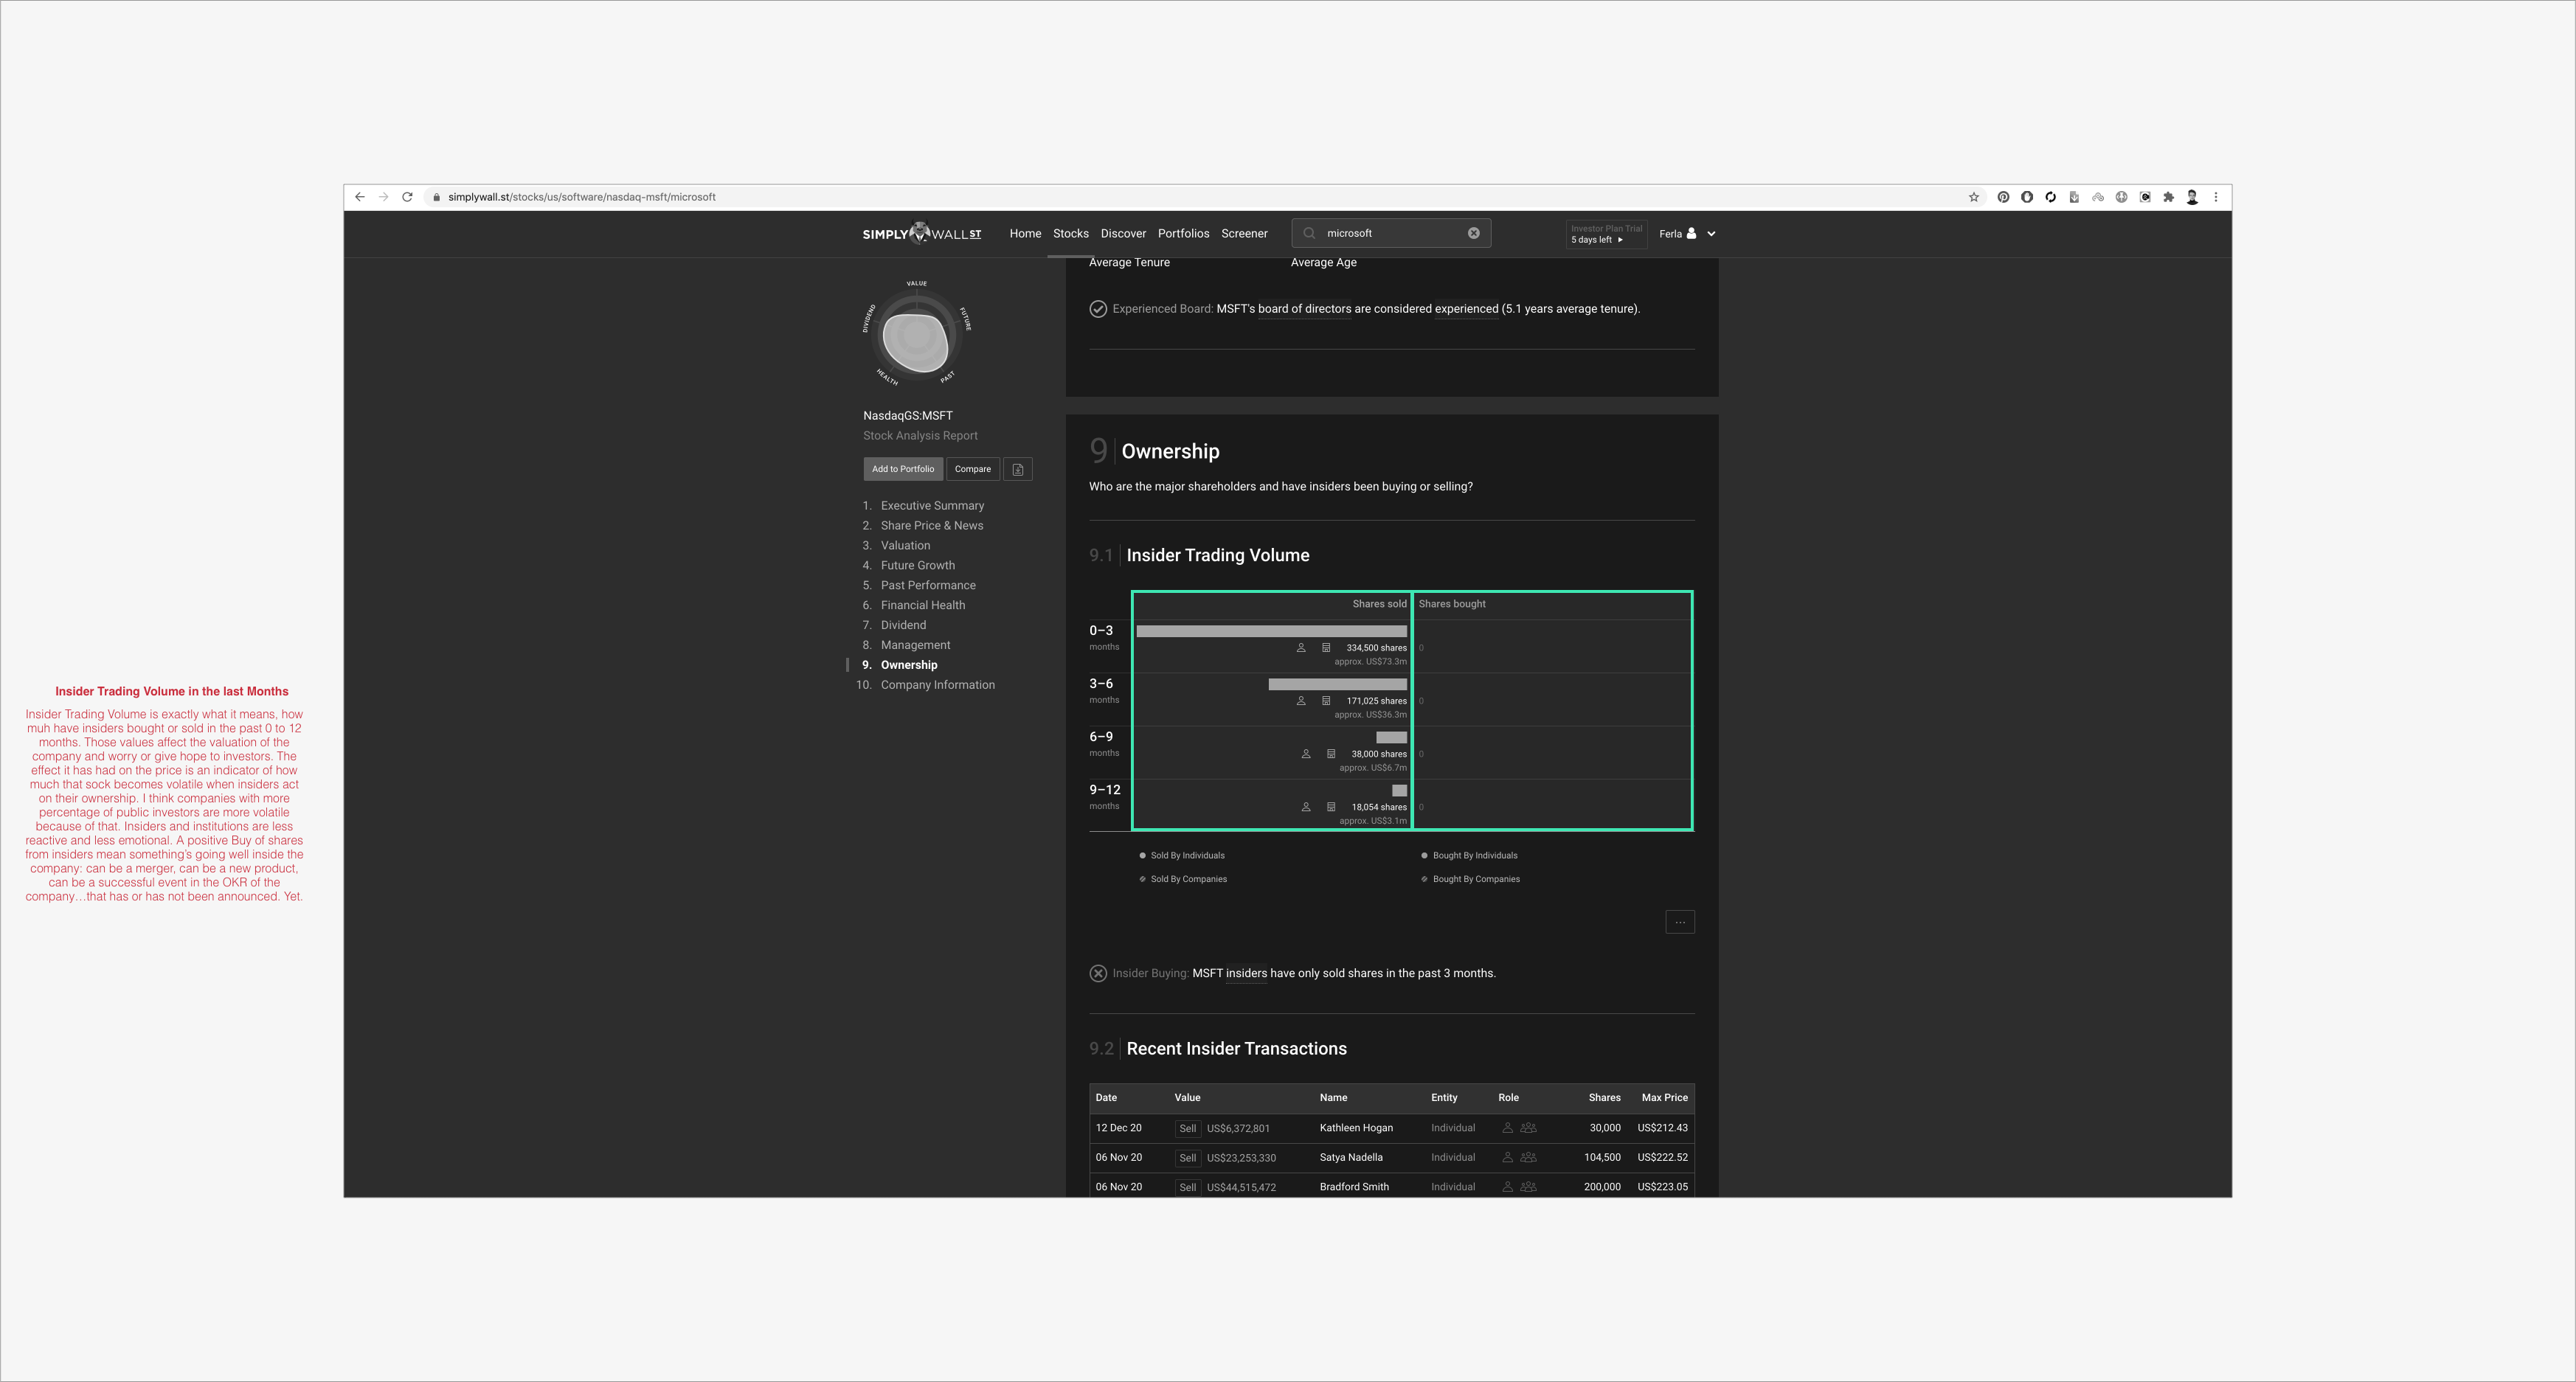 simplywall.st/stocks/us/software/nasdaq-msft/microsoft
SIMPLY WALL ST
Home Stocks Discover Portfolios Screener
microsoft
Investor Plan Trial
5 days left
Ferla
VALUE
FUTURE
PAST
HEALTH
DIVIDEND
NasdaqGS:MSFT
Stock Analysis Report
Add to Portfolio Compare
1. Executive Summary
2. Share Price & News
3. Valuation
4. Future Growth
5. Past Performance
6. Financial Health
7. Dividend
8. Management
9. Ownership
10. Company Information
Insider Trading Volume in the last Months
Insider Trading Volume is exactly what it means, how
muh have insiders bought or sold in the past 0 to 12
months. Those values affect the valuation of the
company and worry or give hope to investors. The
effect it has had on the price is an indicator of how
much that sock becomes volatile when insiders act
on their ownership. I think companies with more
percentage of public investors are more volatile
because of that. Insiders and institutions are less
reactive and less emotional. A positive Buy of shares
from insiders mean something's going well inside the
company: can be a merger, can be a new product,
can be a successful event in the OKR of the
company…that has or has not been announced. Yet.
Average Tenure Average Age
Experienced Board: MSFT's board of directors are considered experienced (5.1 years average tenure).
9 Ownership
Who are the major shareholders and have insiders been buying or selling?
9.1 Insider Trading Volume
Shares sold Shares bought
0–3
months
334,500 shares 0
approx. US$73.3m
3–6
months
171,025 shares 0
approx. US$36.3m
6–9
months
38,000 shares 0
approx. US$6.7m
9–12
months
18,054 shares 0
approx. US$3.1m
Sold By Individuals Bought By Individuals
Sold By Companies Bought By Companies
...
Insider Buying: MSFT insiders have only sold shares in the past 3 months.
9.2 Recent Insider Transactions
Date Value Name Entity Role Shares Max Price
12 Dec 20 Sell US$6,372,801 Kathleen Hogan Individual 30,000 US$212.43
06 Nov 20 Sell US$23,253,330 Satya Nadella Individual 104,500 US$222.52
06 Nov 20 Sell US$44,515,472 Bradford Smith Individual 200,000 US$223.05